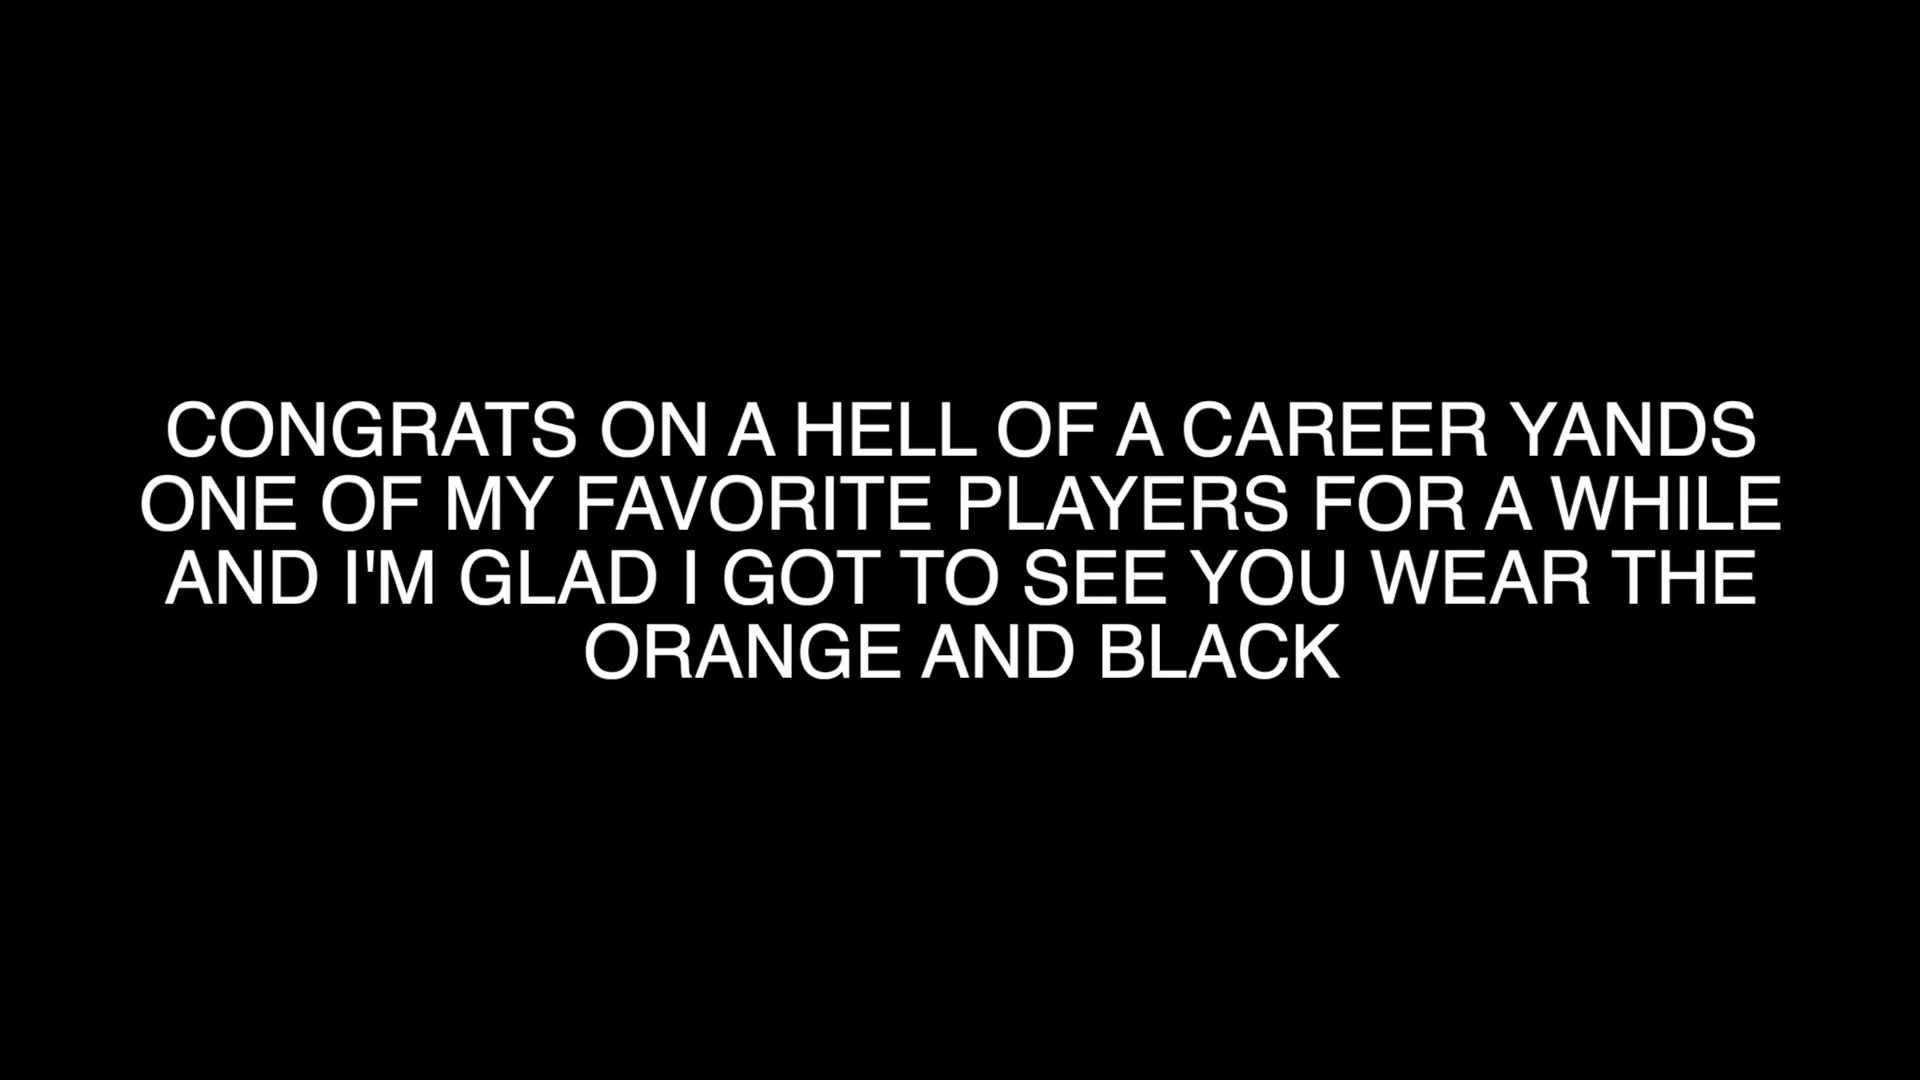 CONGRATS ON A HELL OF A CAREER YANDS
ONE OF MY FAVORITE PLAYERS FOR A WHILE
AND I'M GLAD I GOT TO SEE YOU WEAR THE
ORANGE AND BLACK